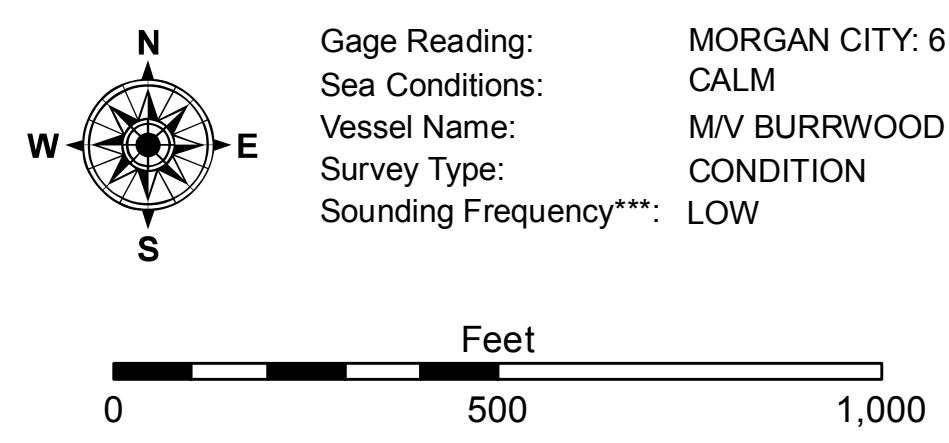 N
W E
S
Gage Reading: MORGAN CITY: 6
Sea Conditions: CALM
Vessel Name: M/V BURRWOOD
Survey Type: CONDITION
Sounding Frequency***: LOW
Feet
0 500 1,000